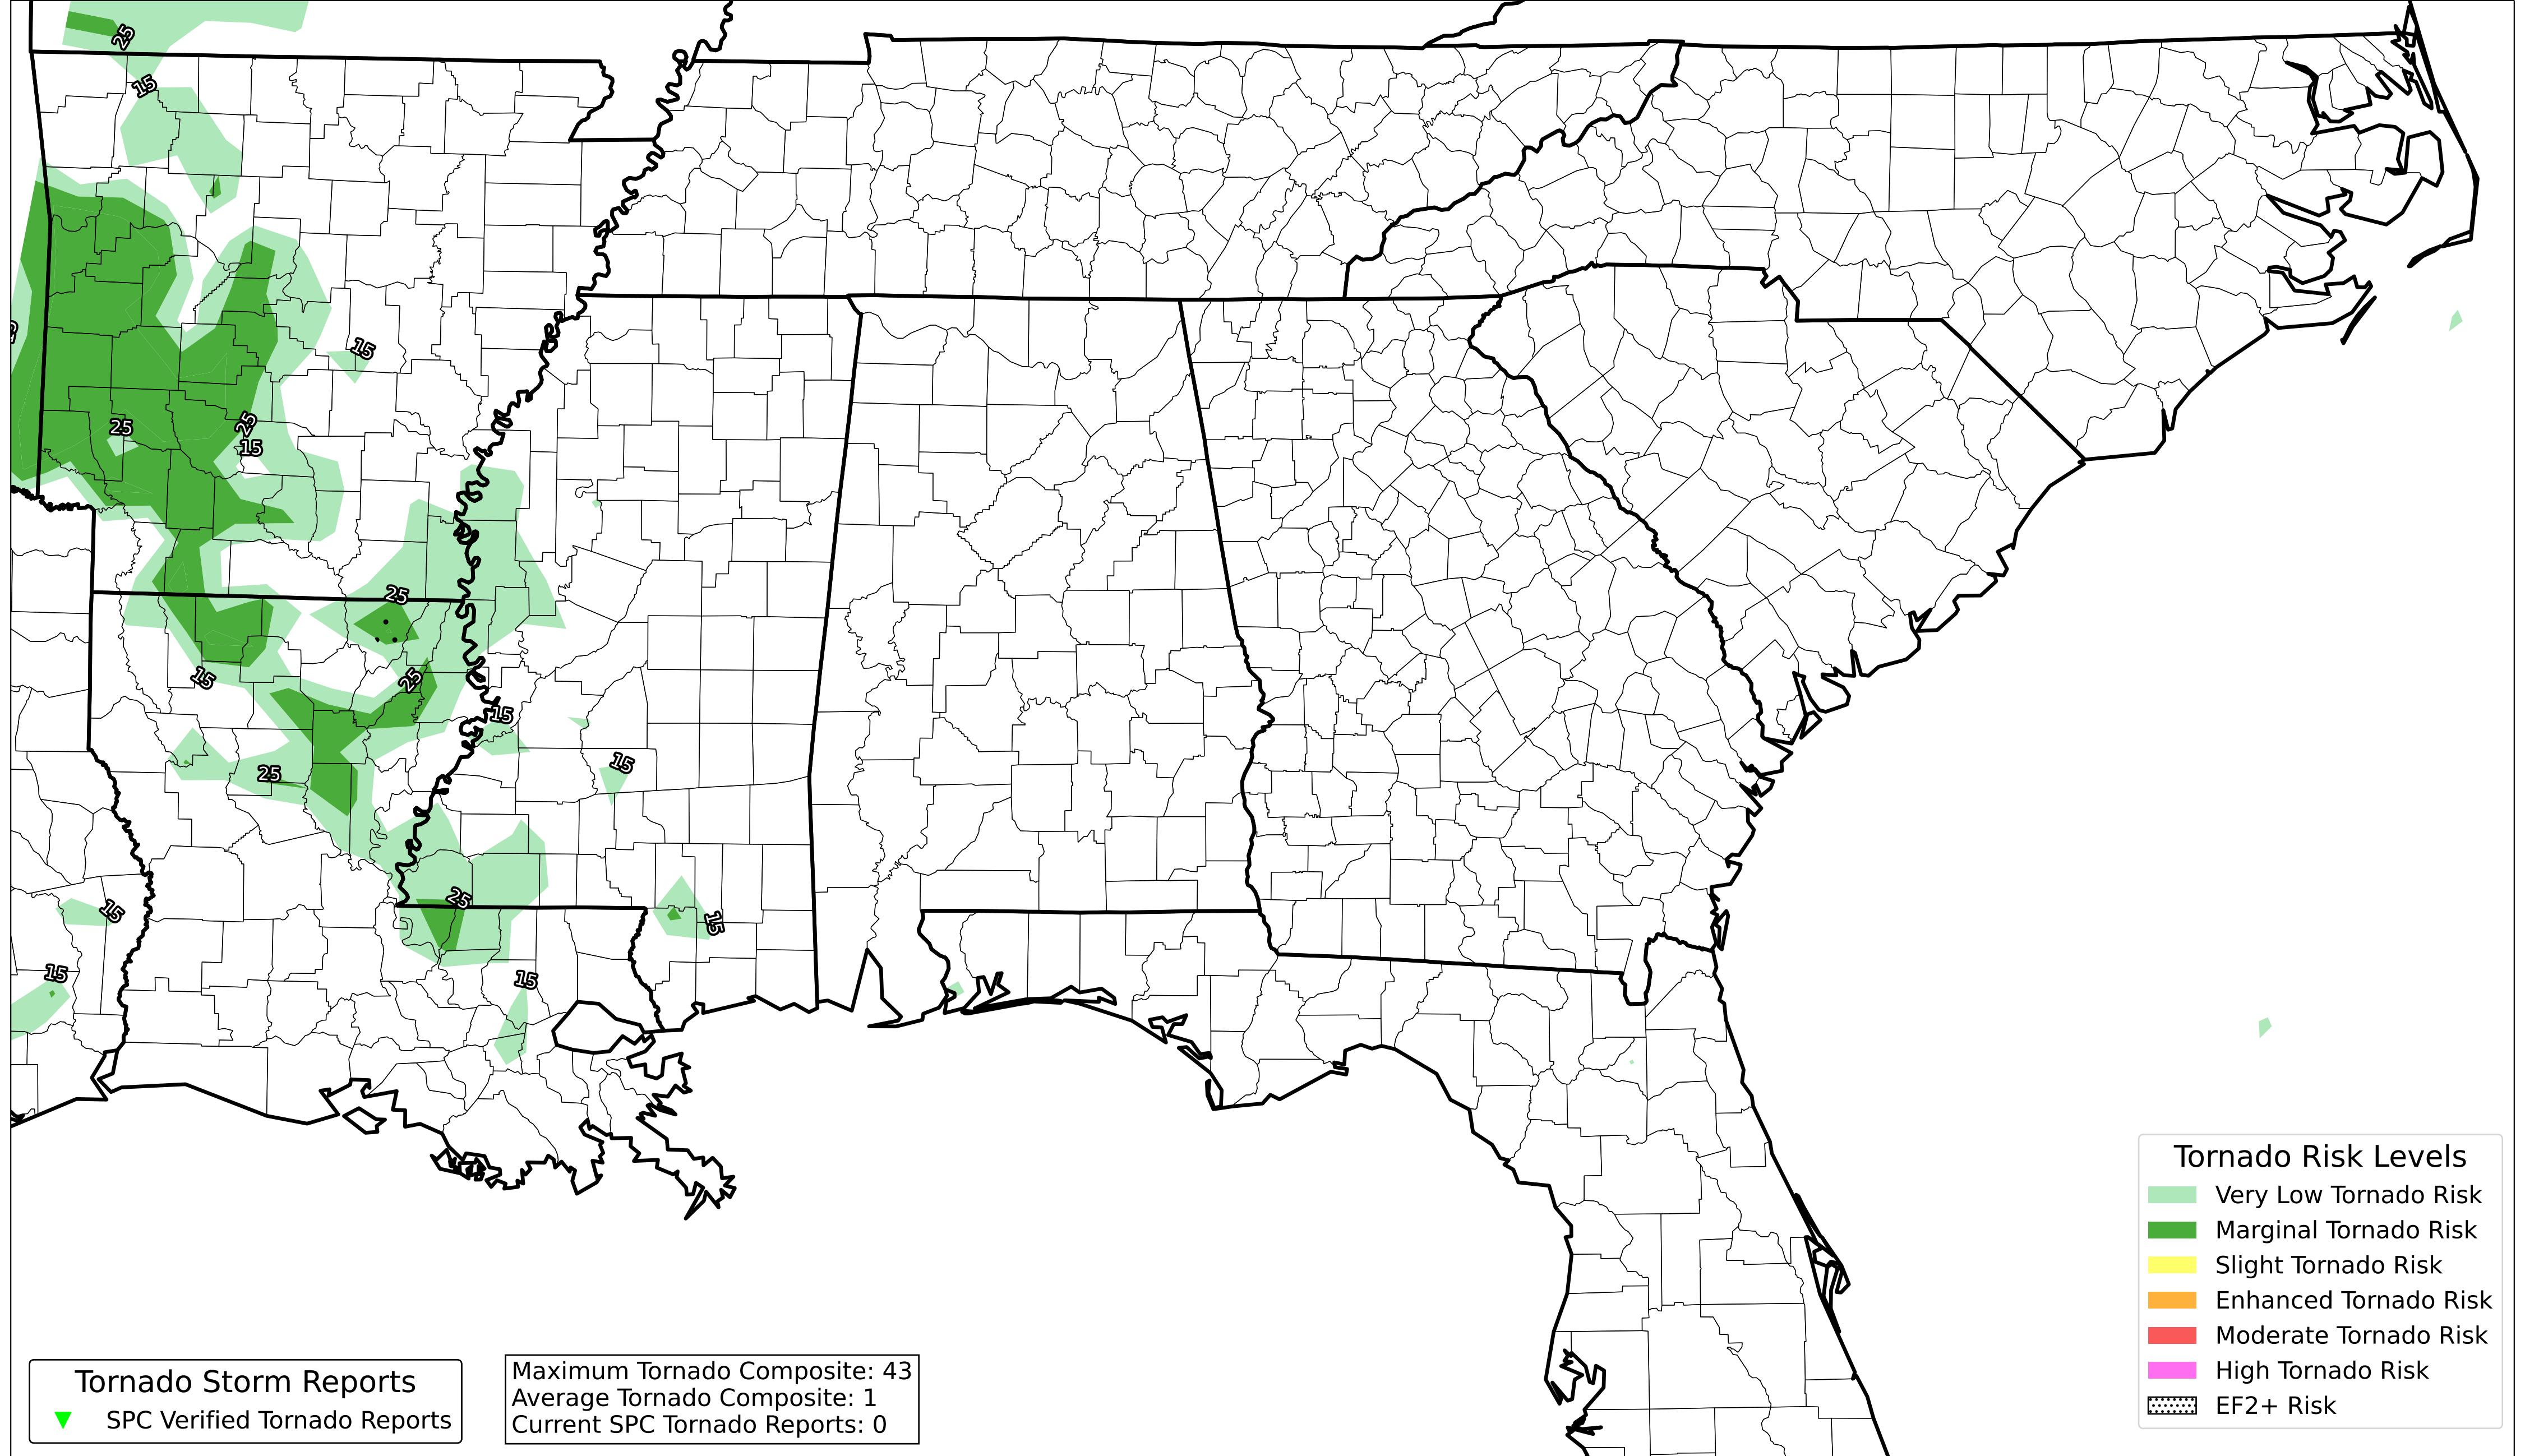 25
15
15
25
25
15
25
25
15
15
25
15
25
15
15
15
15
Tornado Risk Levels
Very Low Tornado Risk
Marginal Tornado Risk
Slight Tornado Risk
Enhanced Tornado Risk
Moderate Tornado Risk
High Tornado Risk
EF2+ Risk
Tornado Storm Reports
SPC Verified Tornado Reports
Maximum Tornado Composite: 43
Average Tornado Composite: 1
Current SPC Tornado Reports: 0